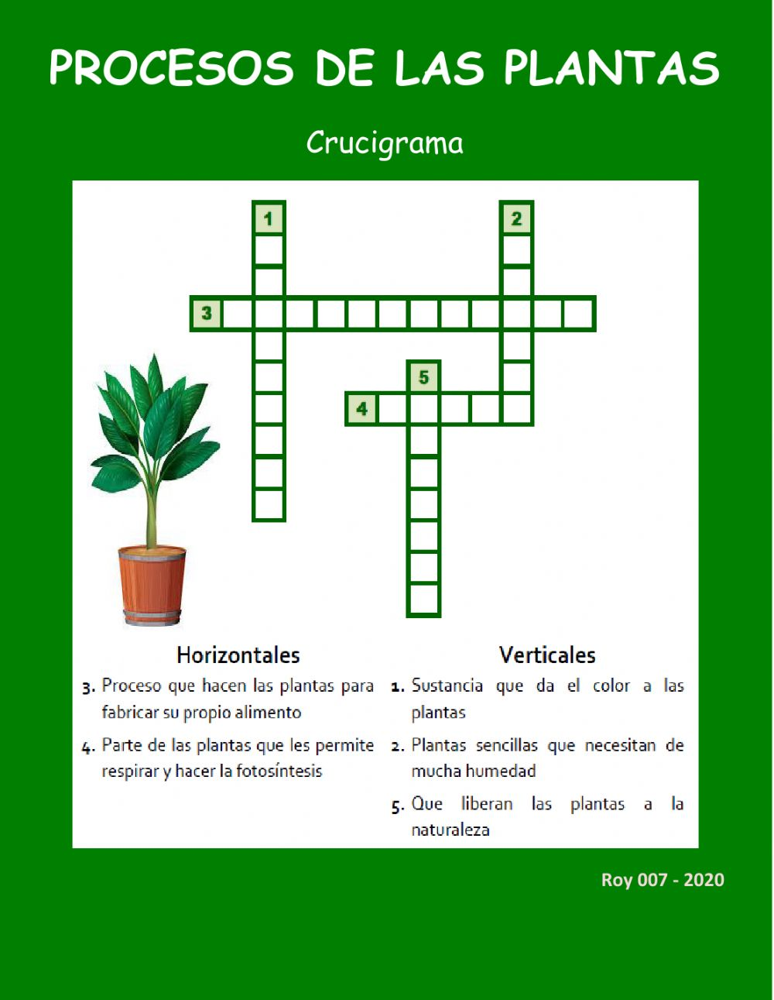 PROCESOS DE LAS PLANTAS
Crucigrama
1
2
3
5
4
Horizontales
3. Proceso que hacen las plantas para
fabricar su propio alimento
4. Parte de las plantas que les permite
respirar y hacer la fotosíntesis
Verticales
1. Sustancia que da el color a las
plantas
2. Plantas sencillas que necesitan de
mucha humedad
5. Que liberan las plantas a la
naturaleza
Roy 007 - 2020